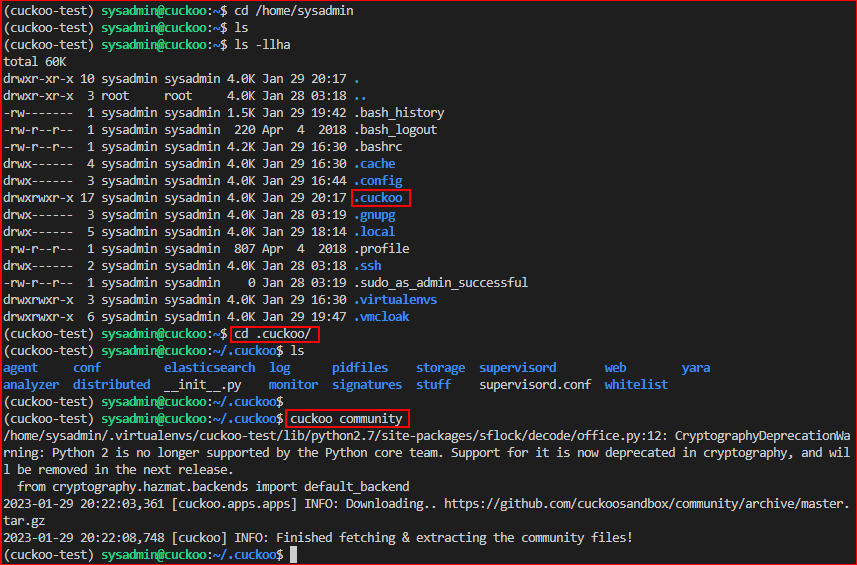 (cuckoo-test) sysadmin@cuckoo:~$ cd /home/sysadmin
(cuckoo-test) sysadmin@cuckoo:~$ ls
(cuckoo-test) sysadmin@cuckoo:~$ ls -llha
total 60K
drwxr-xr-x 10 sysadmin sysadmin 4.0K Jan 29 20:17 .
drwxr-xr-x  3 root     root     4.0K Jan 28 03:18 ..
-rw-------  1 sysadmin sysadmin 1.5K Jan 29 19:42 .bash_history
-rw-r--r--  1 sysadmin sysadmin  220 Apr  4  2018 .bash_logout
-rw-r--r--  1 sysadmin sysadmin 4.2K Jan 29 16:30 .bashrc
drwx------  4 sysadmin sysadmin 4.0K Jan 29 16:30 .cache
drwx------  3 sysadmin sysadmin 4.0K Jan 29 16:44 .config
drwxrwxr-x 17 sysadmin sysadmin 4.0K Jan 29 20:17 .cuckoo
drwx------  3 sysadmin sysadmin 4.0K Jan 28 03:19 .gnupg
drwx------  5 sysadmin sysadmin 4.0K Jan 29 18:14 .local
-rw-r--r--  1 sysadmin sysadmin  807 Apr  4  2018 .profile
drwx------  2 sysadmin sysadmin 4.0K Jan 28 03:18 .ssh
-rw-r--r--  1 sysadmin sysadmin    0 Jan 28 03:19 .sudo_as_admin_successful
drwxrwxr-x  3 sysadmin sysadmin 4.0K Jan 29 16:30 .virtualenvs
drwxrwxr-x  6 sysadmin sysadmin 4.0K Jan 29 19:47 .vmcloak
(cuckoo-test) sysadmin@cuckoo:~$ cd .cuckoo/
(cuckoo-test) sysadmin@cuckoo:~/.cuckoo$ ls
agent     conf         elasticsearch  log      pidfiles    storage  supervisord       web        yara
analyzer  distributed  __init__.py    monitor  signatures  stuff    supervisord.conf  whitelist
(cuckoo-test) sysadmin@cuckoo:~/.cuckoo$
(cuckoo-test) sysadmin@cuckoo:~/.cuckoo$ cuckoo community
/home/sysadmin/.virtualenvs/cuckoo-test/lib/python2.7/site-packages/sflock/decode/office.py:12: CryptographyDeprecationWa
rning: Python 2 is no longer supported by the Python core team. Support for it is now deprecated in cryptography, and wil
l be removed in the next release.
  from cryptography.hazmat.backends import default_backend
2023-01-29 20:22:03,361 [cuckoo.apps.apps] INFO: Downloading.. https://github.com/cuckoosandbox/community/archive/master.
tar.gz
2023-01-29 20:22:08,748 [cuckoo] INFO: Finished fetching & extracting the community files!
(cuckoo-test) sysadmin@cuckoo:~/.cuckoo$